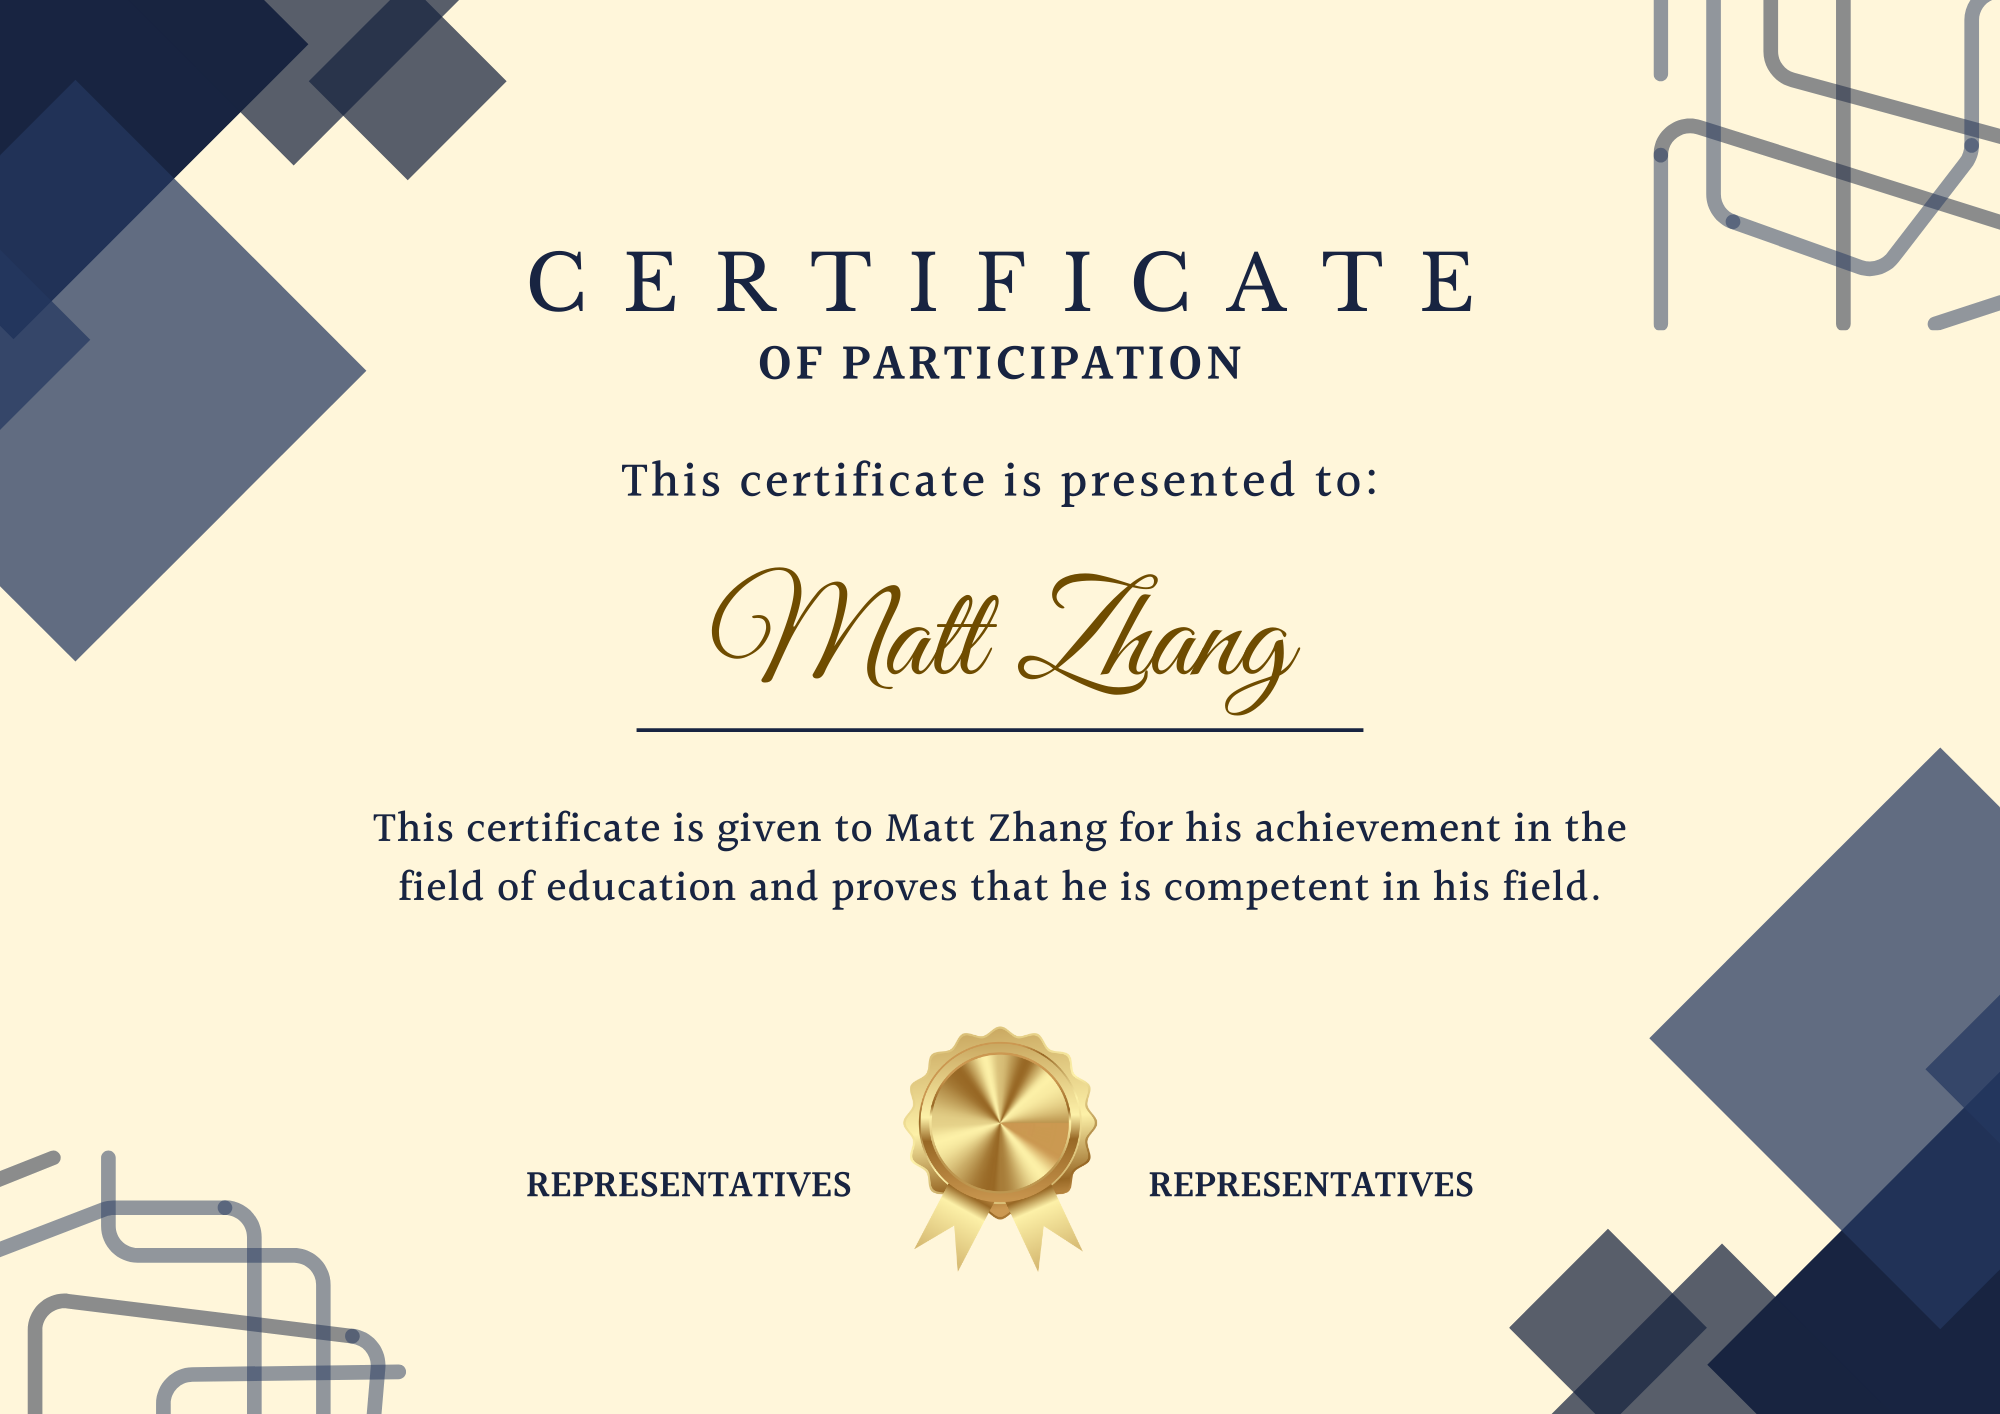 CERTIFICATE
OF PARTICIPATION
This certificate is presented to:
Matt Zhang
This certificate is given to Matt Zhang for his achievement in the
field of education and proves that he is competent in his field.
REPRESENTATIVES
REPRESENTATIVES